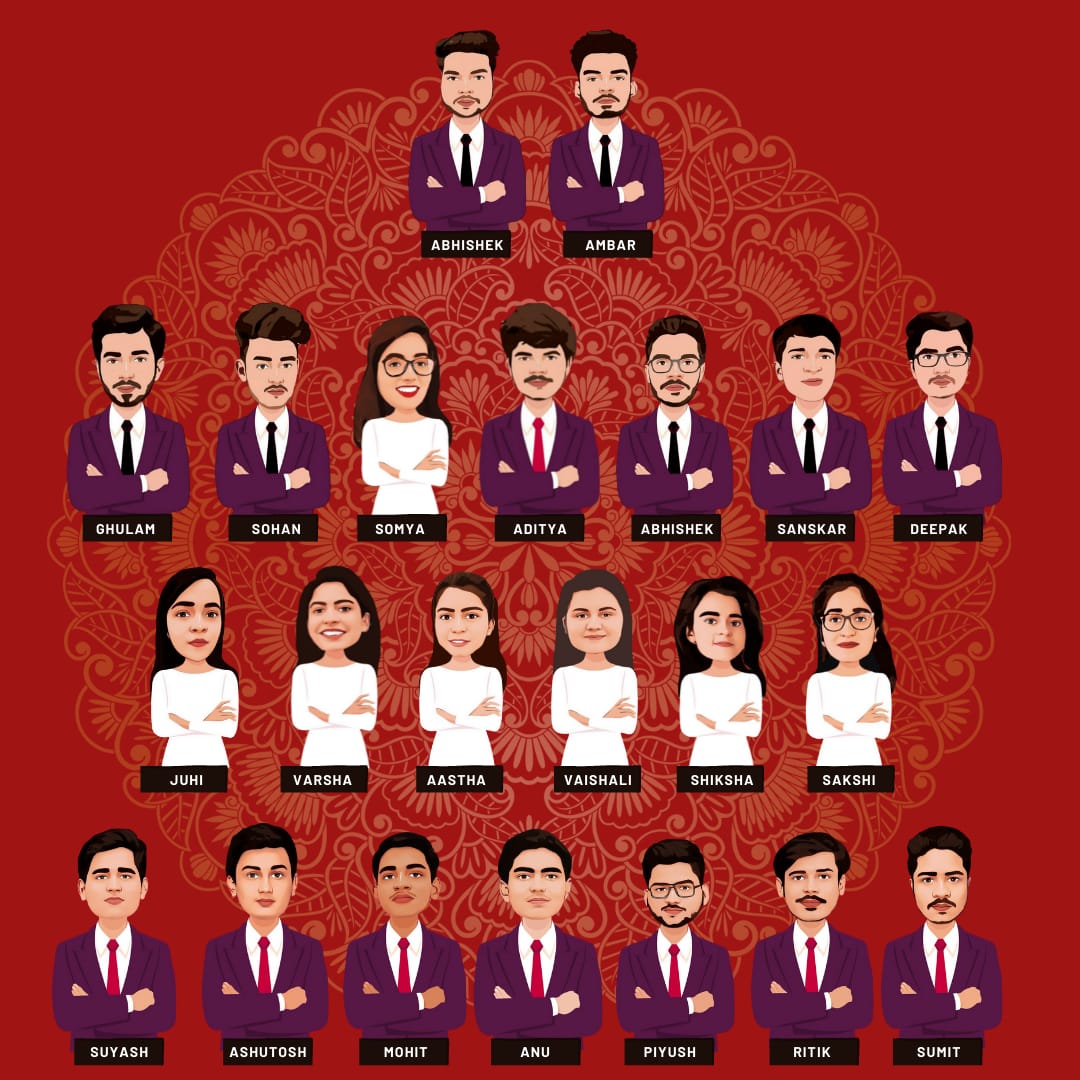 ABHISHEK
AMBAR
GHULAM
SOHAN
SOMYA
ADITYA
ABHISHEK
SANSKAR
DEEPAK
JUHI
VARSHA
AASTHA
VAISHALI
SHIKSHA
SAKSHI
SUYASH
ASHUTOSH
MOHIT
ANU
PIYUSH
RITIK
SUMIT